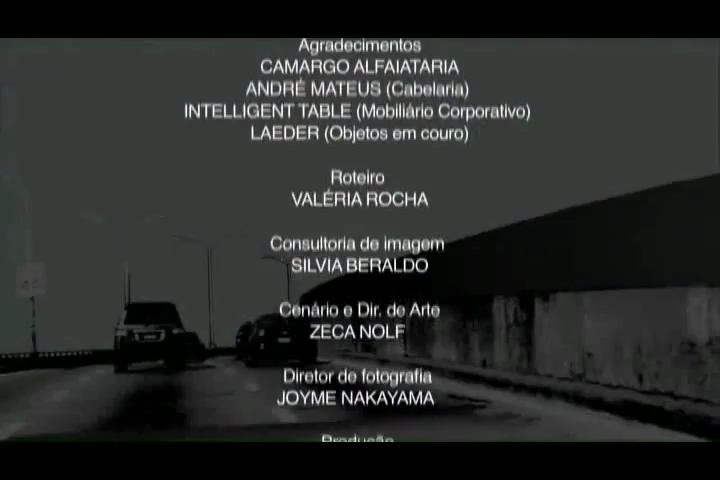 Agradecimentos
CAMARGO ALFAIATARIA
ANDRÉ MATEUS (Cabelaria)
INTELLIGENT TABLE (Mobiliário Corporativo)
LAEDER (Objetos em couro)
Roteiro
VALÉRIA ROCHA
Consultoria de imagem
SILVIA BERALDO
Cenário e Dir. de Arte
ZECA NOLF
Diretor de fotografia
JOYME NAKAYAMA
Produção